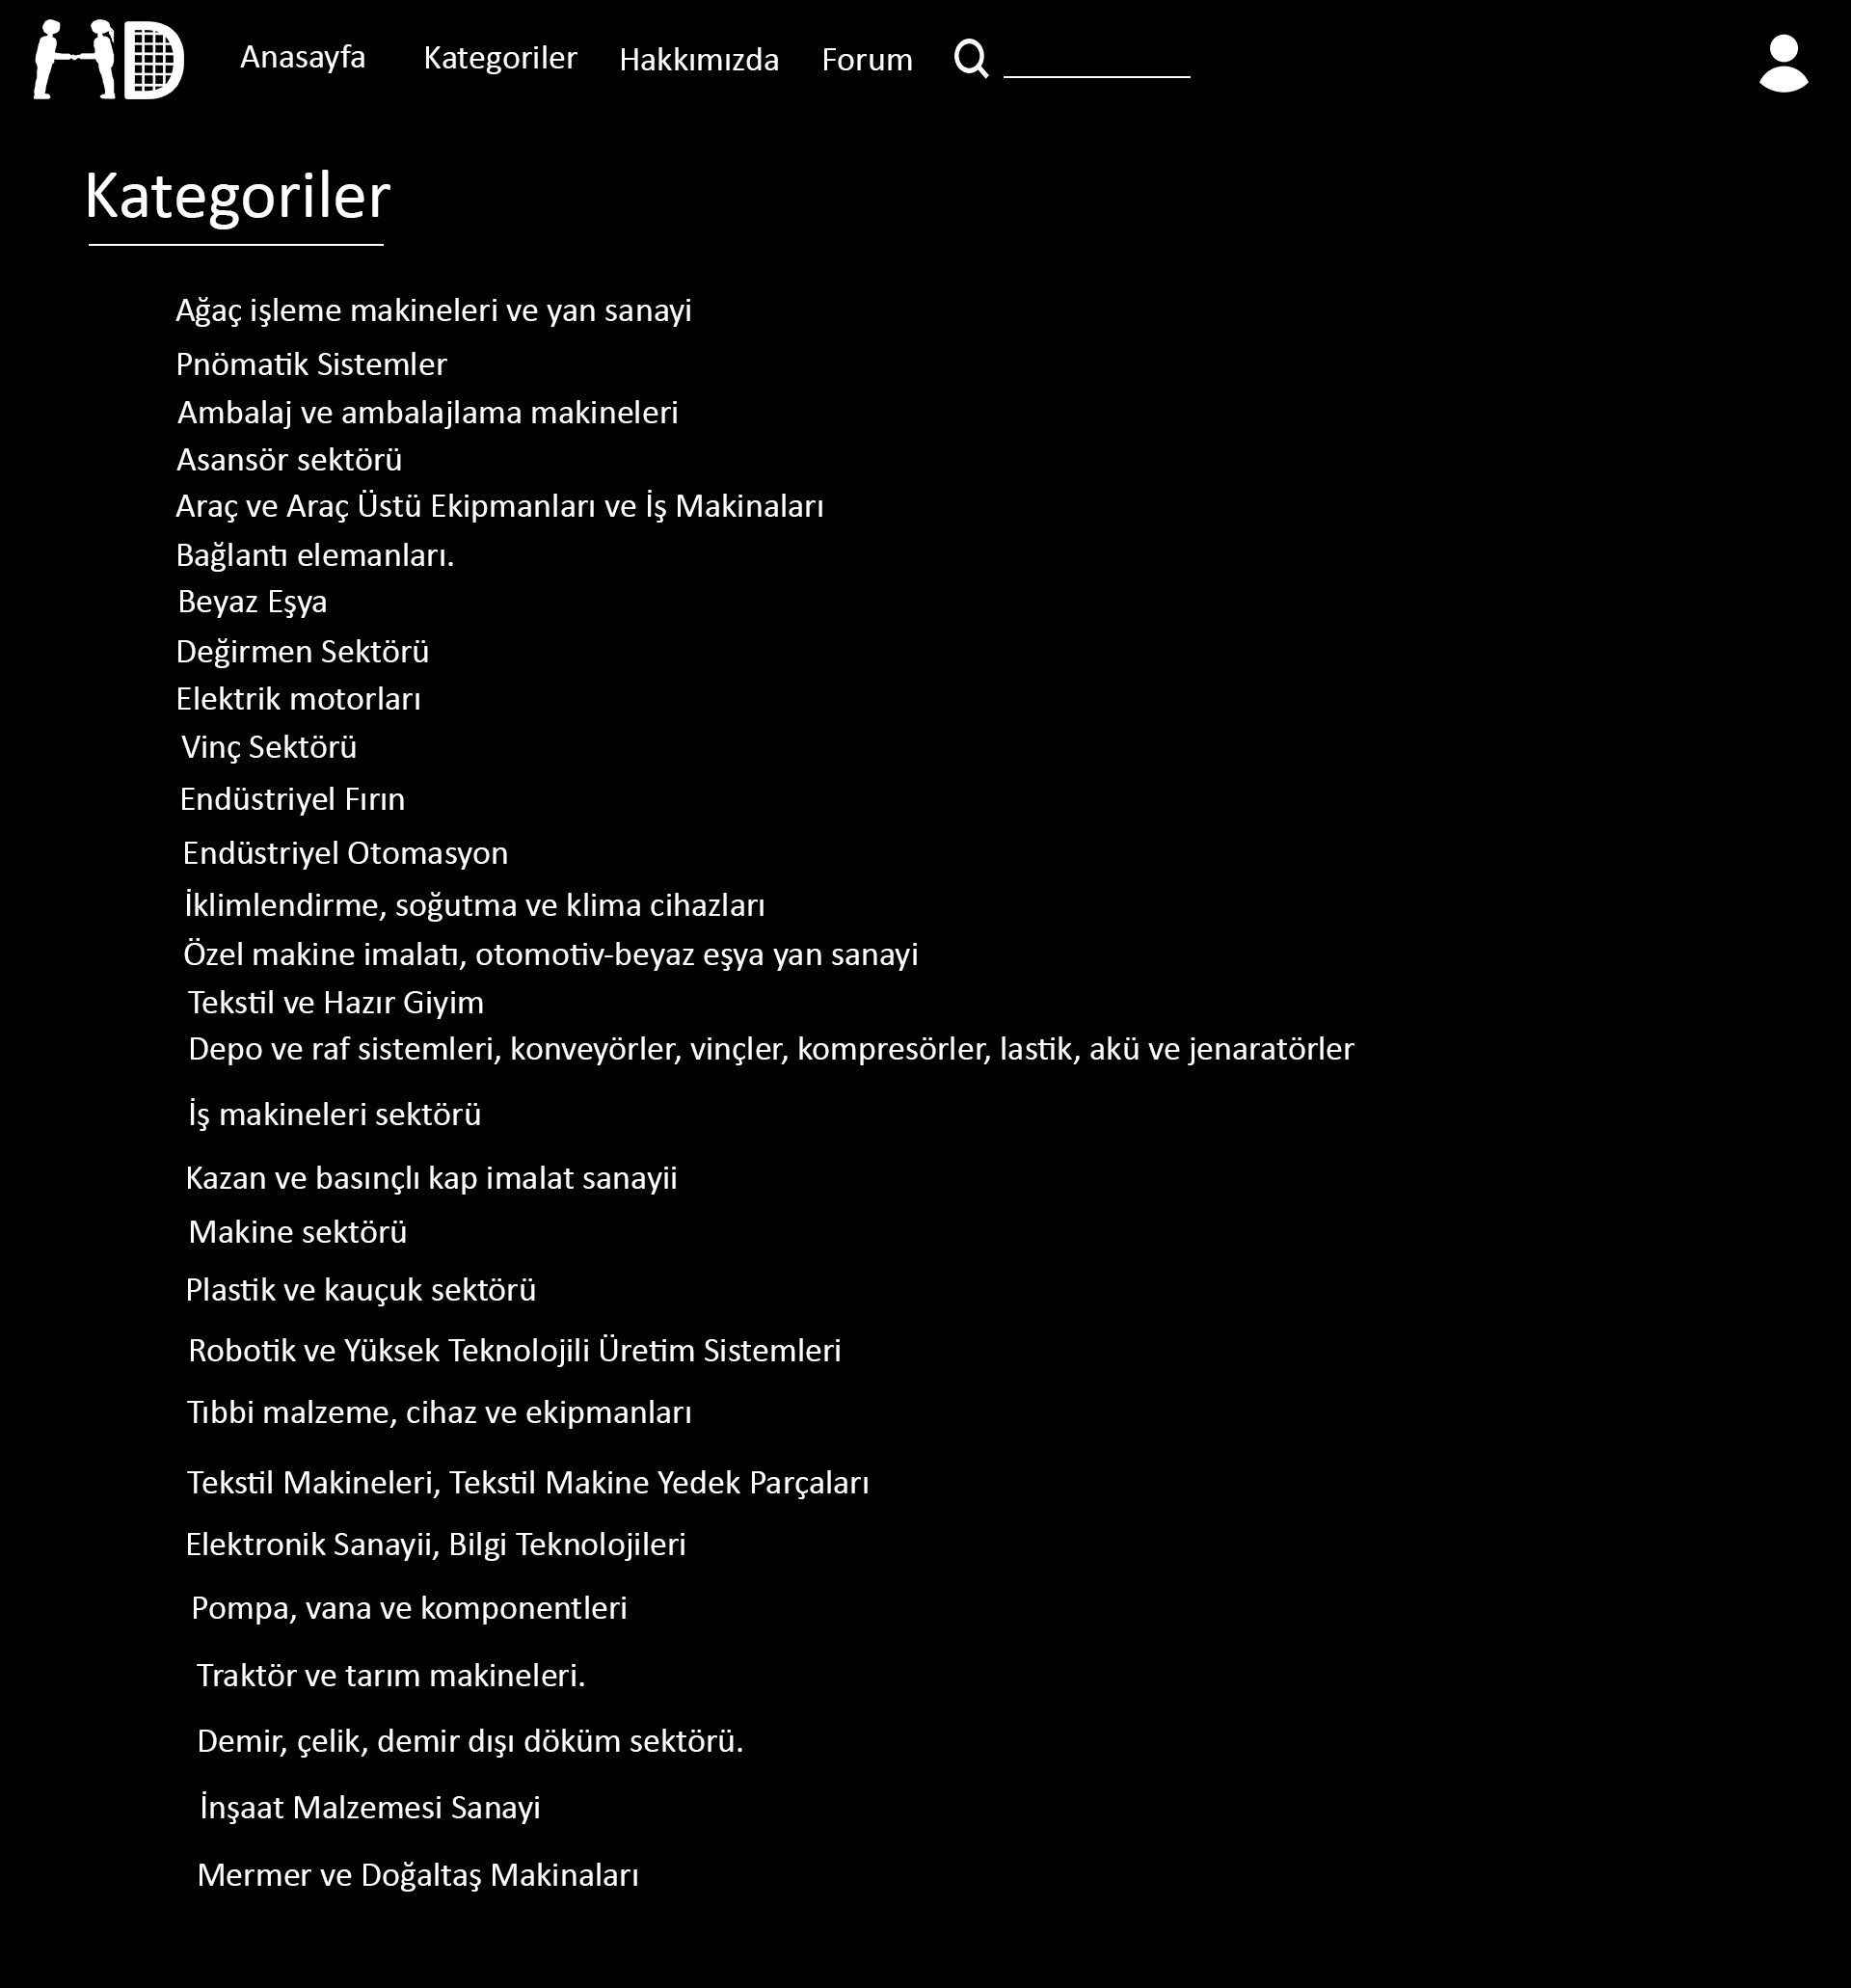 HD
Anasayfa Kategoriler Hakkımızda Forum
Kategoriler
Ağaç işleme makineleri ve yan sanayi
Pnömatik Sistemler
Ambalaj ve ambalajlama makineleri
Asansör sektörü
Araç ve Araç Üstü Ekipmanları ve İş Makinaları
Bağlantı elemanları.
Beyaz Eşya
Değirmen Sektörü
Elektrik motorları
Vinç Sektörü
Endüstriyel Fırın
Endüstriyel Otomasyon
İklimlendirme, soğutma ve klima cihazları
Özel makine imalatı, otomotiv-beyaz eşya yan sanayi
Tekstil ve Hazır Giyim
Depo ve raf sistemleri, konveyörler, vinçler, kompresörler, lastik, akü ve jenaratörler
İş makineleri sektörü
Kazan ve basınçlı kap imalat sanayii
Makine sektörü
Plastik ve kauçuk sektörü
Robotik ve Yüksek Teknolojili Üretim Sistemleri
Tıbbi malzeme, cihaz ve ekipmanları
Tekstil Makineleri, Tekstil Makine Yedek Parçaları
Elektronik Sanayii, Bilgi Teknolojileri
Pompa, vana ve komponentleri
Traktör ve tarım makineleri.
Demir, çelik, demir dışı döküm sektörü.
İnşaat Malzemesi Sanayi
Mermer ve Doğaltaş Makinaları